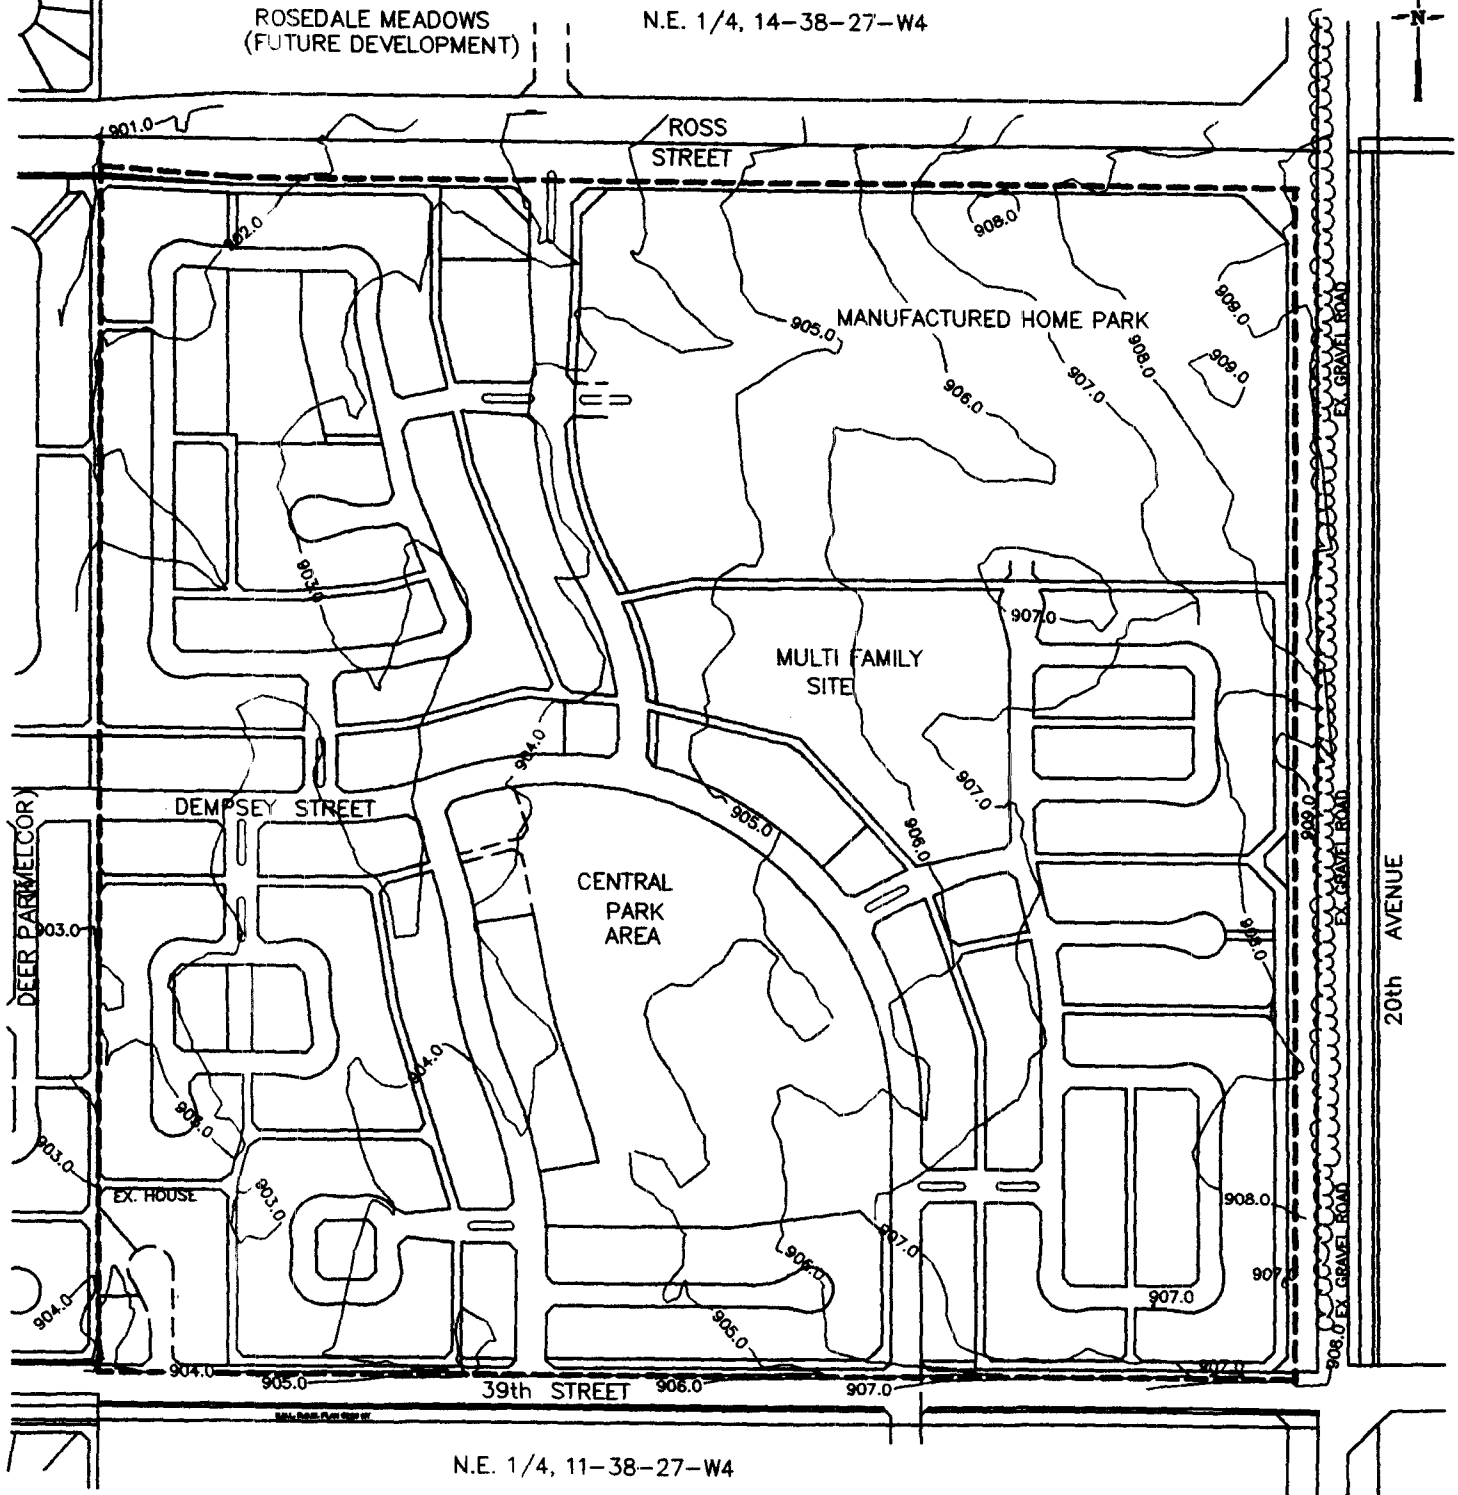 ROSEDALE MEADOWS
(FUTURE DEVELOPMENT)
N.E. 1/4, 14-38-27-W4
N
901.0
ROSS
STREET
902.0
908.0
909.0
905.0
MANUFACTURED HOME PARK
908.0
909.0
EX. GRAVEL ROAD
906.0
907.0
903.0
907.0
MULTI FAMILY
SITE
904.0
907.0
DEMPSEY STREET
905.0
906.0
909.0
EX. GRAVEL ROAD
DEER PARK
(MELCOR)
CENTRAL
PARK
AREA
903.0
908.0
20th AVENUE
904.0
903.0
903.0
EX. HOUSE
903.0
908.0
EX. GRAVEL ROAD
907.0
906.0
907.0
907.0
904.0
905.0
908.0
904.0
905.0
39th STREET
906.0
907.0
907.0
N.E. 1/4, 11-38-27-W4